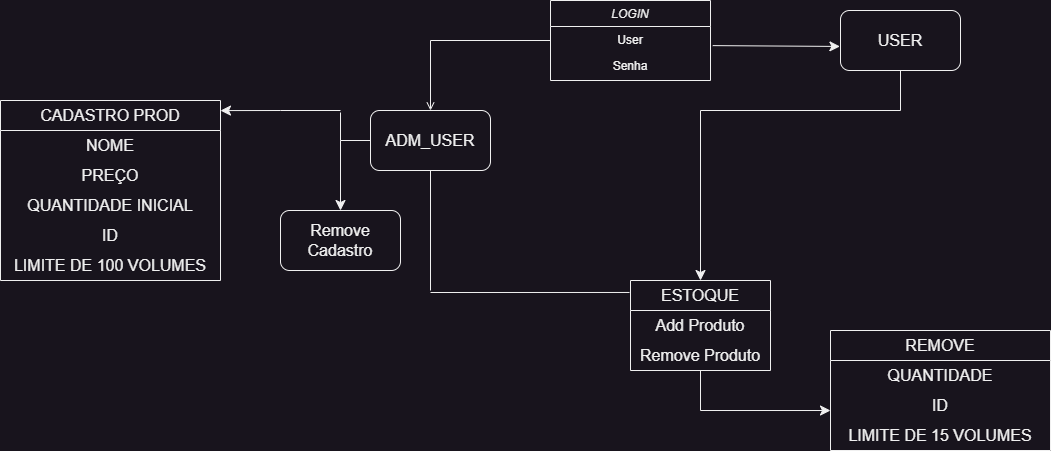 LOGIN
User
Senha
USER
ADM_USER
CADASTRO PROD
NOME
PREÇO
QUANTIDADE INICIAL
ID
LIMITE DE 100 VOLUMES
Remove
Cadastro
ESTOQUE
Add Produto
Remove Produto
REMOVE
QUANTIDADE
ID
LIMITE DE 15 VOLUMES